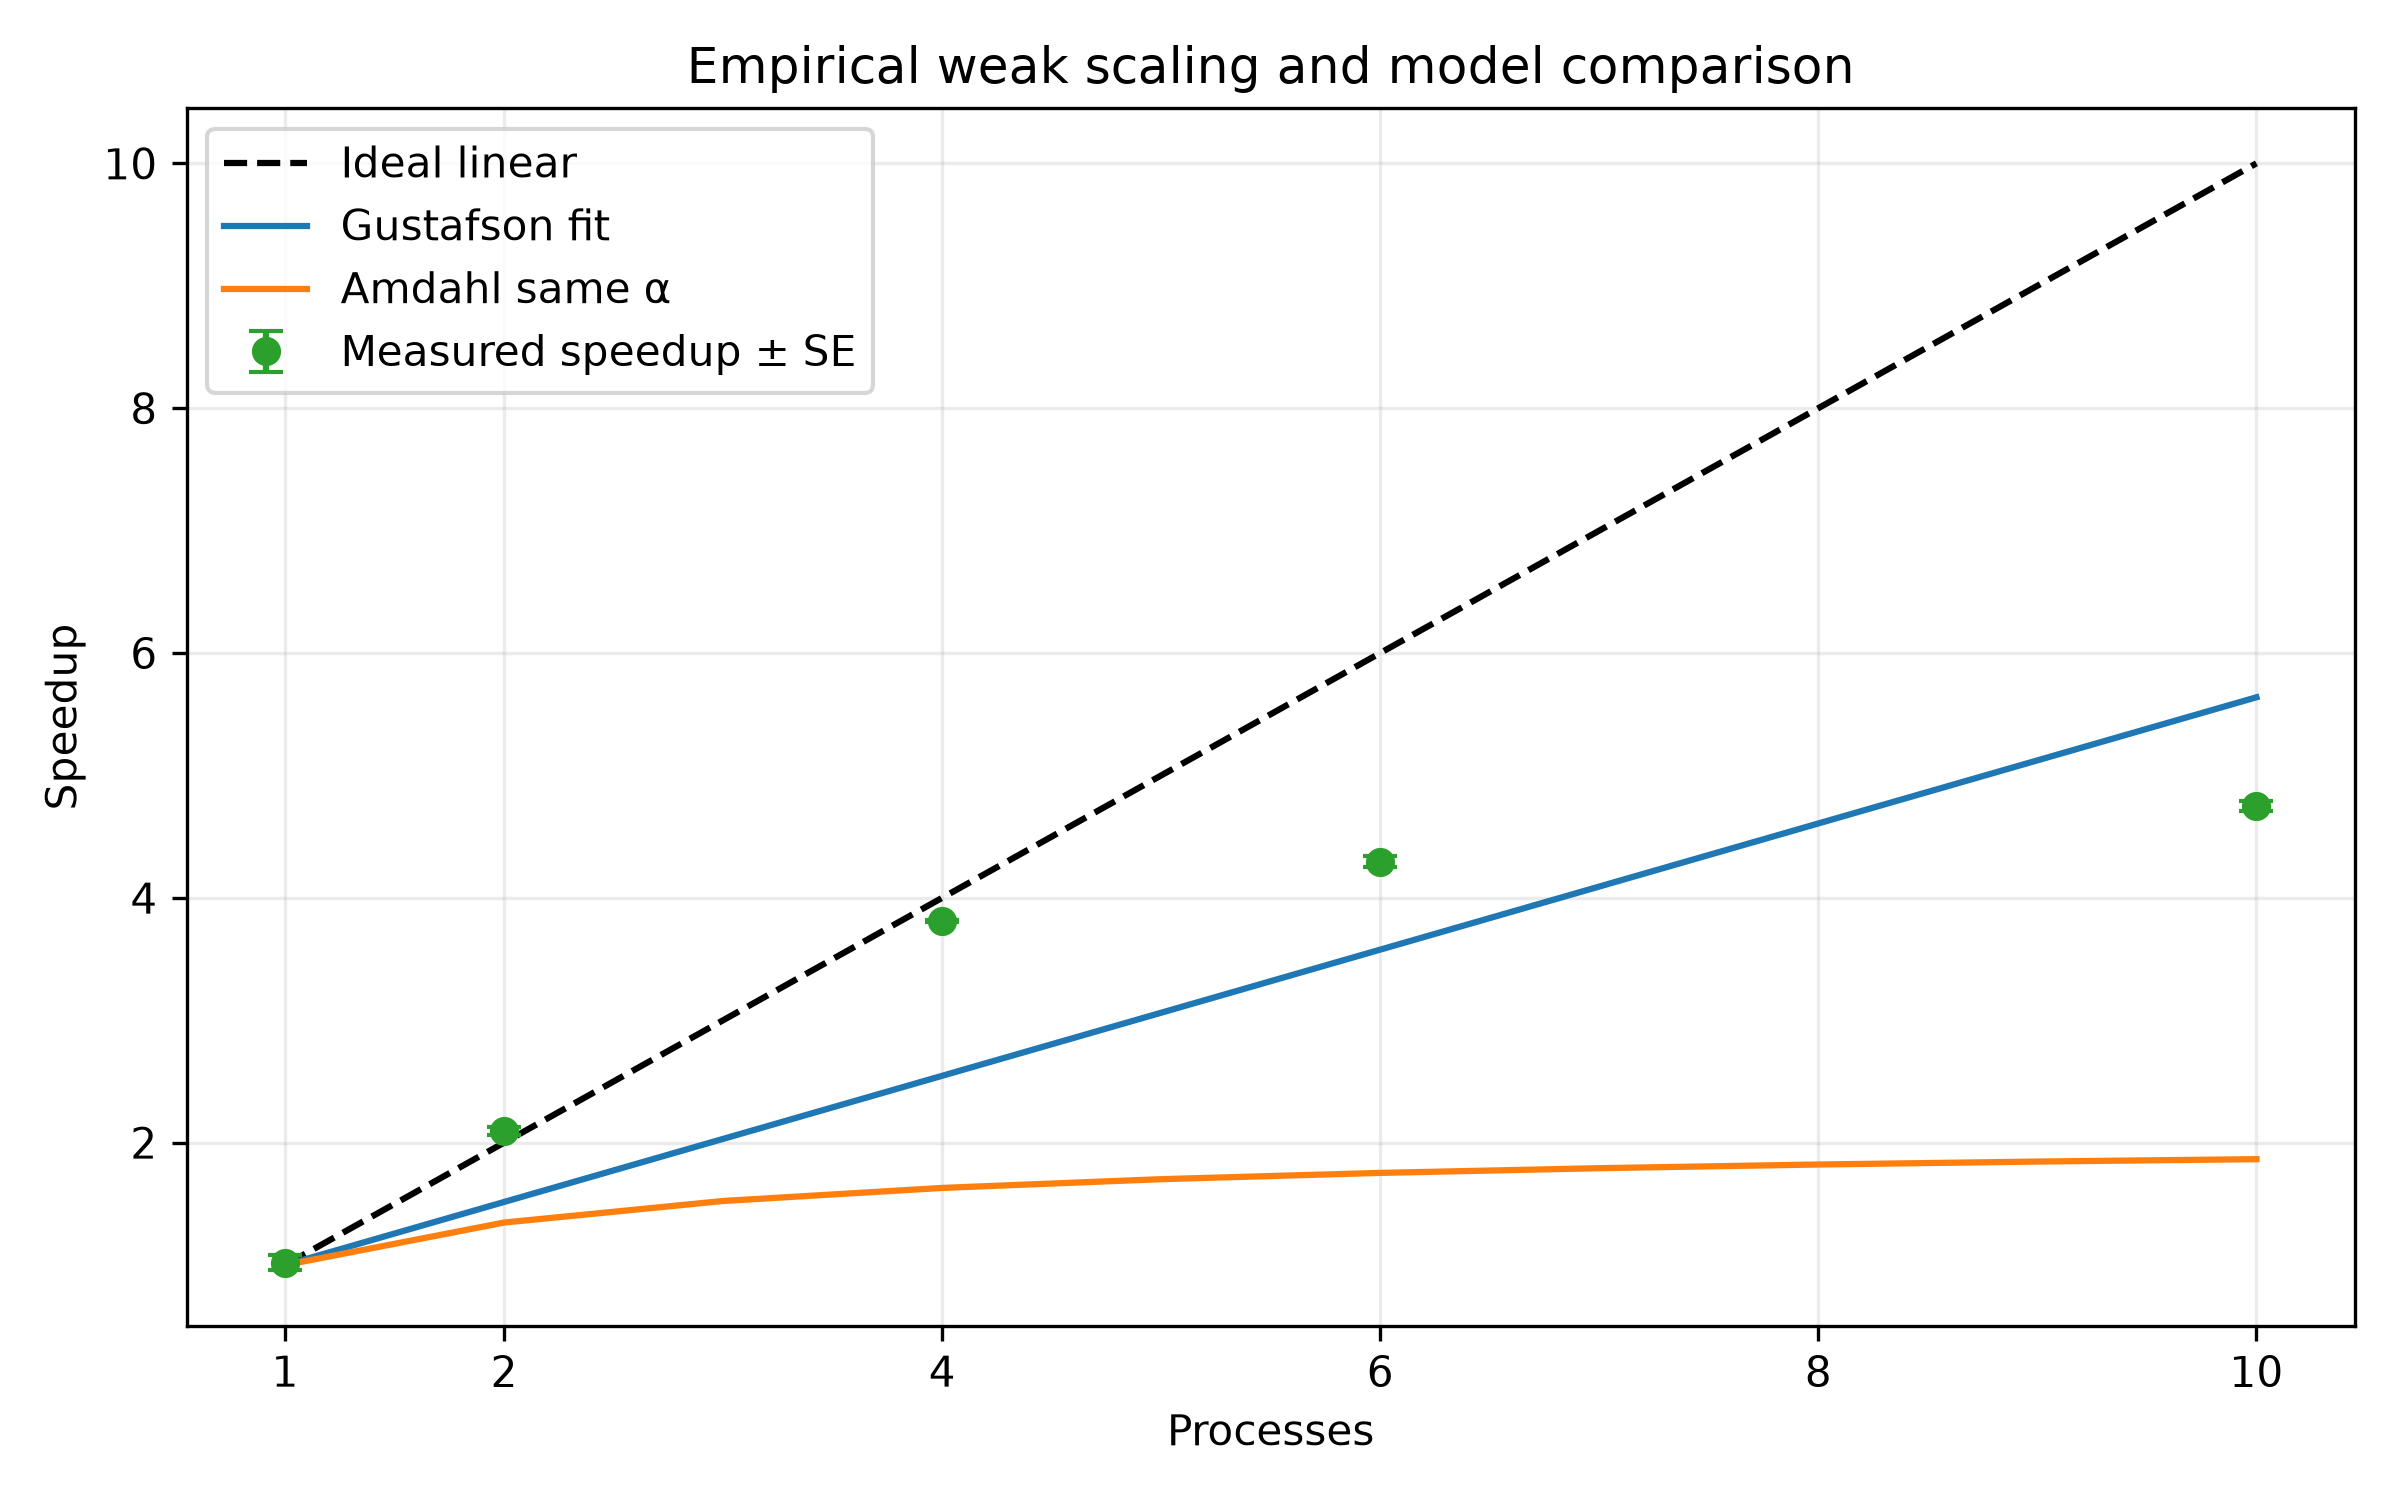 Empirical weak scaling and model comparison
Ideal linear
Gustafson fit
Amdahl same α
Measured speedup ± SE
10
8
6
4
2
Speedup
1 2 4 6 8 10
Processes